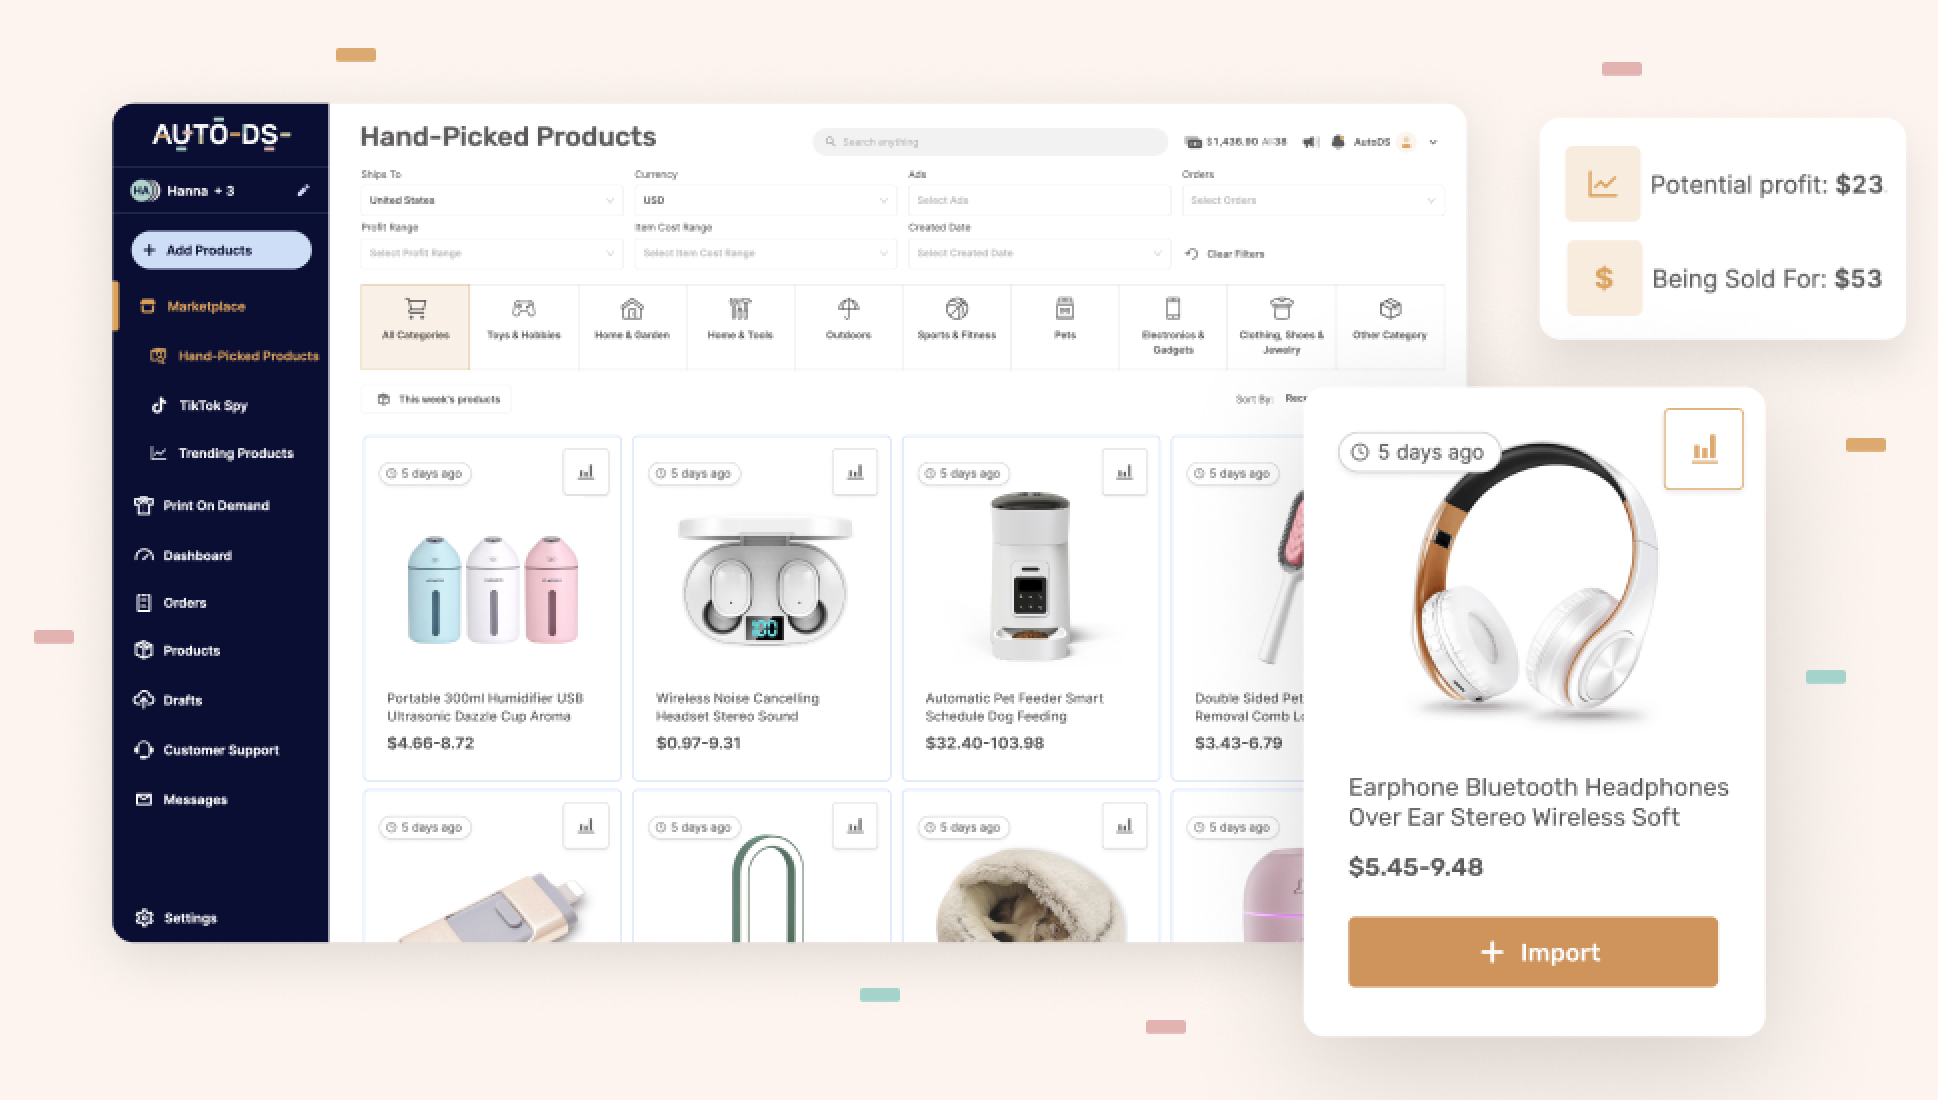 AUTO-DS-
Hanna + 3
Add Products
Marketplace
Hand-Picked Products
TikTok Spy
Trending Products
Print On Demand
Dashboard
Orders
Products
Drafts
Customer Support
Messages
Settings
Hand-Picked Products
Search anything
$1,436.90
AutoDS
Ships To
Currency
Ads
Orders
United States
USD
Select Ads
Select Orders
Profit Range
Item Cost Range
Created Date
Select Profit Range
Select Item Cost Range
Select Created Date
Clear Filters
All Categories
Toys & Hobbies
Home & Garden
Home & Tools
Outdoors
Sports & Fitness
Pets
Electronics &
Gadgets
Clothing, Shoes &
Jewelry
Other Category
This week's products
Sort By:
5 days ago
Portable 300ml Humidifier USB
Ultrasonic Dazzle Cup Aroma
$4.66-8.72
5 days ago
100
Wireless Noise Cancelling
Headset Stereo Sound
$0.97-9.31
5 days ago
Automatic Pet Feeder Smart
Schedule Dog Feeding
$32.40-103.98
5 days ago
Double Sided Pet
Removal Comb
$3.43-6.79
5 days ago
5 days ago
5 days ago
5 days ago
Potential profit: $23
Being Sold For: $53
5 days ago
Earphone Bluetooth Headphones
Over Ear Stereo Wireless Soft
$5.45-9.48
Import